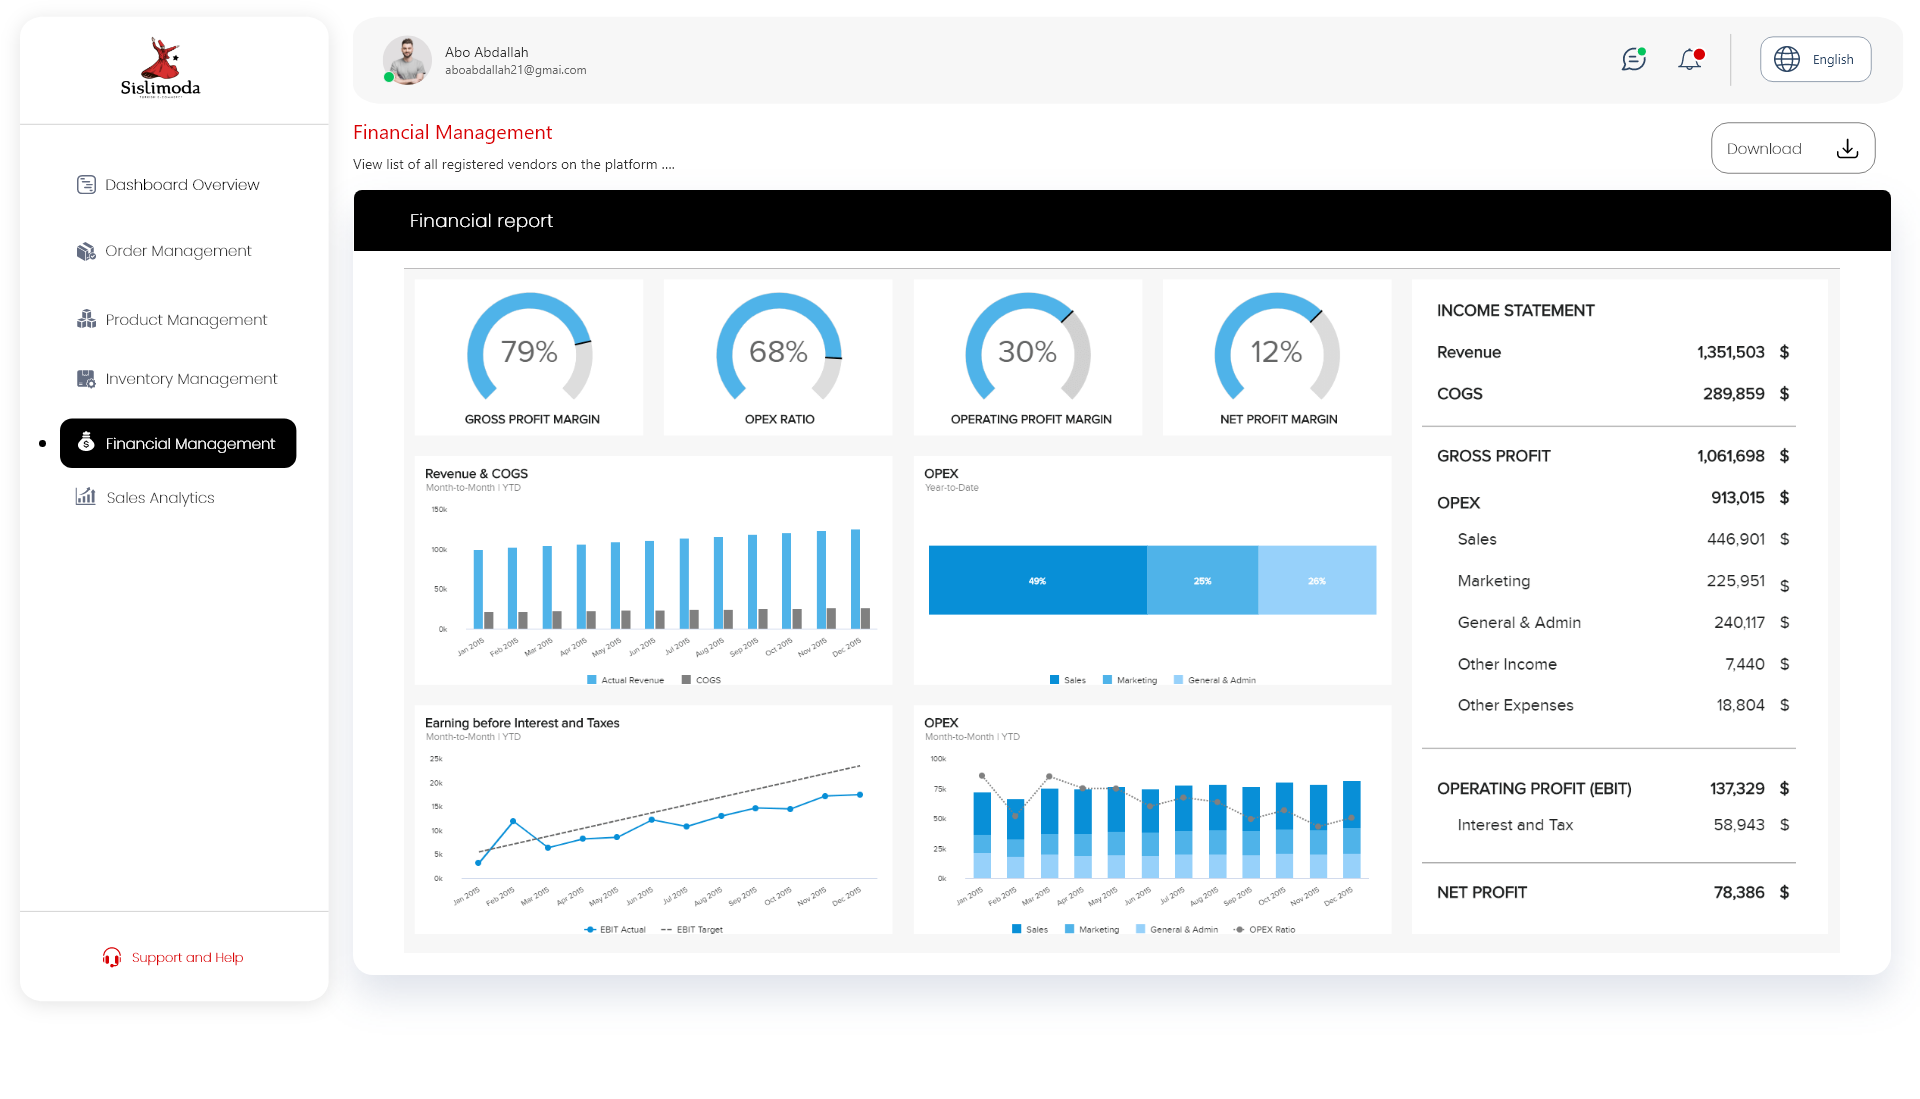 Sislimoda
Dashboard Overview
Order Management
Product Management
Inventory Management
Financial Management
Sales Analytics
Support and Help
Abo Abdallah
aboabdallah21@gmai.com
English
Financial Management
View list of all registered vendors on the platform ....
Download
Financial report
79%
GROSS PROFIT MARGIN
68%
OPEX RATIO
30%
OPERATING PROFIT MARGIN
12%
NET PROFIT MARGIN
Revenue & COGS
Month-to-Month | YTD
150k
100k
50k
0k
Jan 2015 Feb 2015 Mar 2015 Apr 2015 May 2015 Jun 2015 Jul 2015 Aug 2015 Sep 2015 Oct 2015 Nov 2015 Dec 2015
Actual Revenue COGS
OPEX
Year-to-Date
49% 25% 26%
Sales Marketing General & Admin
Earning before Interest and Taxes
Month-to-Month | YTD
25k
20k
15k
10k
5k
0k
Jan 2015 Feb 2015 Mar 2015 Apr 2015 May 2015 Jun 2015 Jul 2015 Aug 2015 Sep 2015 Oct 2015 Nov 2015 Dec 2015
EBIT Actual EBIT Target
OPEX
Month-to-Month | YTD
100k
75k
50k
25k
0k
Jan 2015 Feb 2015 Mar 2015 Apr 2015 May 2015 Jun 2015 Jul 2015 Aug 2015 Sep 2015 Oct 2015 Nov 2015 Dec 2015
Sales Marketing General & Admin OPEX Ratio
INCOME STATEMENT
Revenue 1,351,503 $
COGS 289,859 $
GROSS PROFIT 1,061,698 $
OPEX 913,015 $
Sales 446,901 $
Marketing 225,951 $
General & Admin 240,117 $
Other Income 7,440 $
Other Expenses 18,804 $
OPERATING PROFIT (EBIT) 137,329 $
Interest and Tax 58,943 $
NET PROFIT 78,386 $